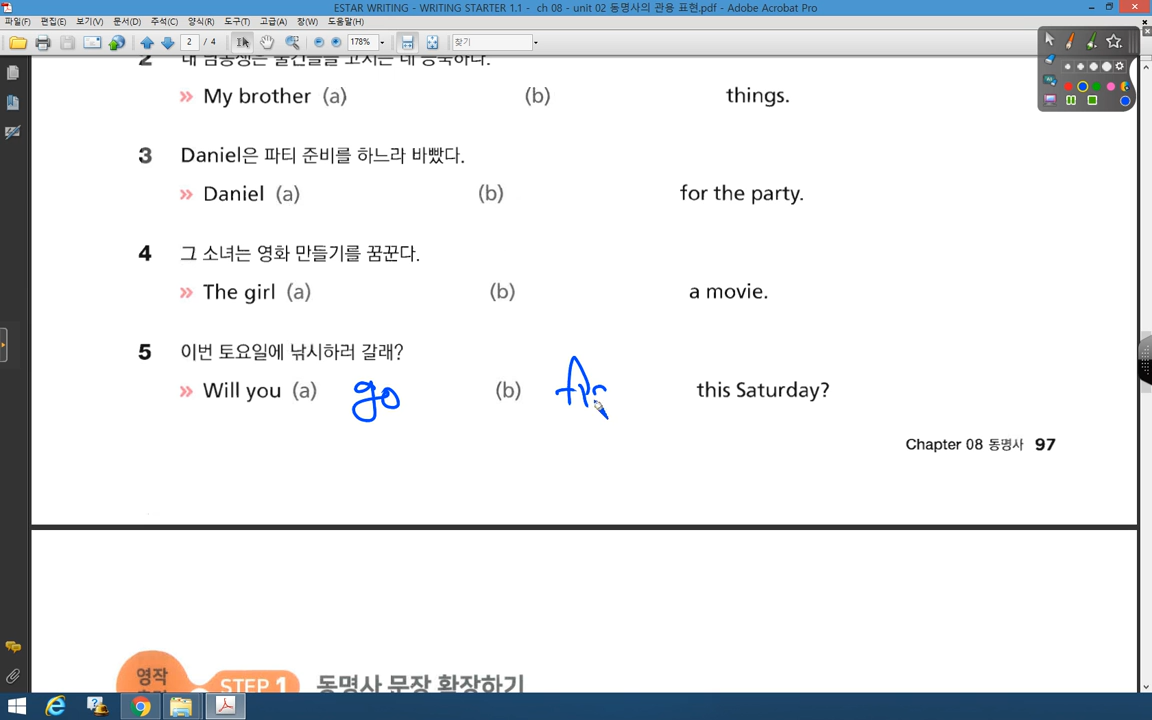 ESTAR WRITING - WRITING STARTER 1.1 - ch 08 - unit 02 동명사의 관용 표현.pdf - Adobe Acrobat Pro
파일(F) 편집(E) 보기(V) 문서(D) 주석(C) 양식(R) 도구(T) 고급(A) 창(W) 도움말(H)
2 / 4 178% 찾기
2
» My brother (a) (b) things.
3 Daniel은 파티 준비를 하느라 바빴다.
» Daniel (a) (b) for the party.
4 그 소녀는 영화 만들기를 꿈꾼다.
» The girl (a) (b) a movie.
5 이번 토요일에 낚시하러 갈래?
» Will you (a) go (b) this Saturday?
Chapter 08 동명사 97
영작
STEP 1 동명사 문장 확장하기